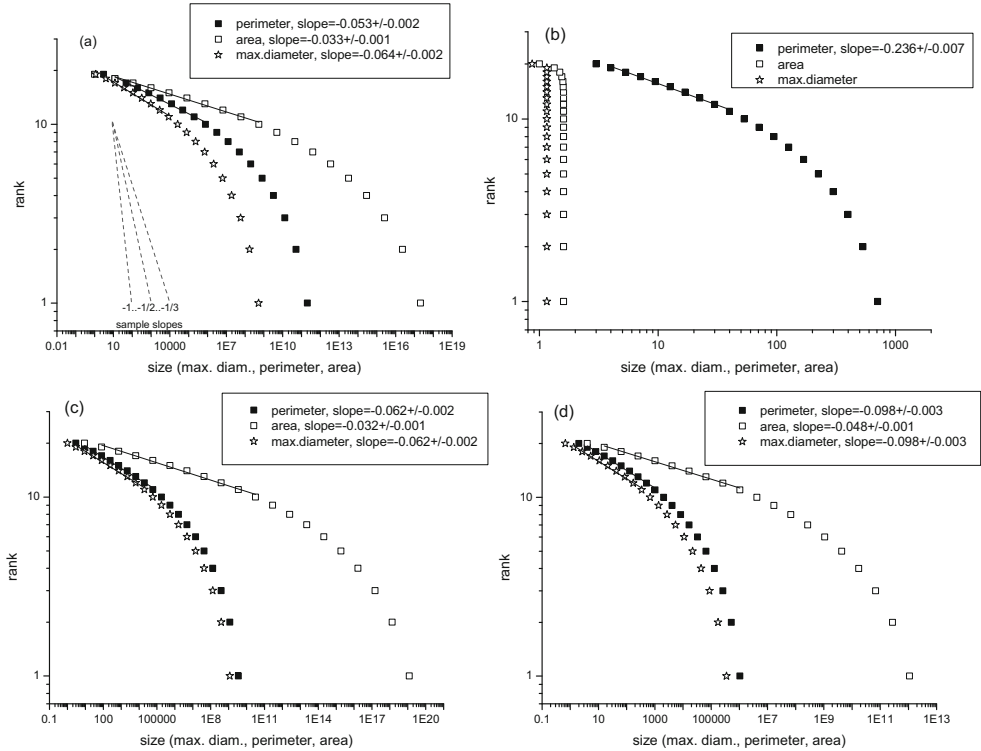 (a)
perimeter, slope=-0.053+/-0.002
area, slope=-0.033+/-0.001
max.diameter, slope=-0.064+/-0.002
10
1
rank
-1..-1/2..-1/3
sample slopes
0.01 10 10000 1E7 1E10 1E13 1E16 1E19
size (max. diam., perimeter, area)
(b)
perimeter, slope=-0.236+/-0.007
area
max.diameter
10
1
rank
1 10 100 1000
size (max. diam., perimeter, area)
(c)
perimeter, slope=-0.062+/-0.002
area, slope=-0.032+/-0.001
max.diameter, slope=-0.062+/-0.002
10
1
rank
0.1 100 100000 1E8 1E11 1E14 1E17 1E20
size (max. diam., perimeter, area)
(d)
perimeter, slope=-0.098+/-0.003
area, slope=-0.048+/-0.001
max.diameter, slope=-0.098+/-0.003
10
1
rank
0.1 10 1000 100000 1E7 1E9 1E11 1E13
size (max. diam., perimeter, area)